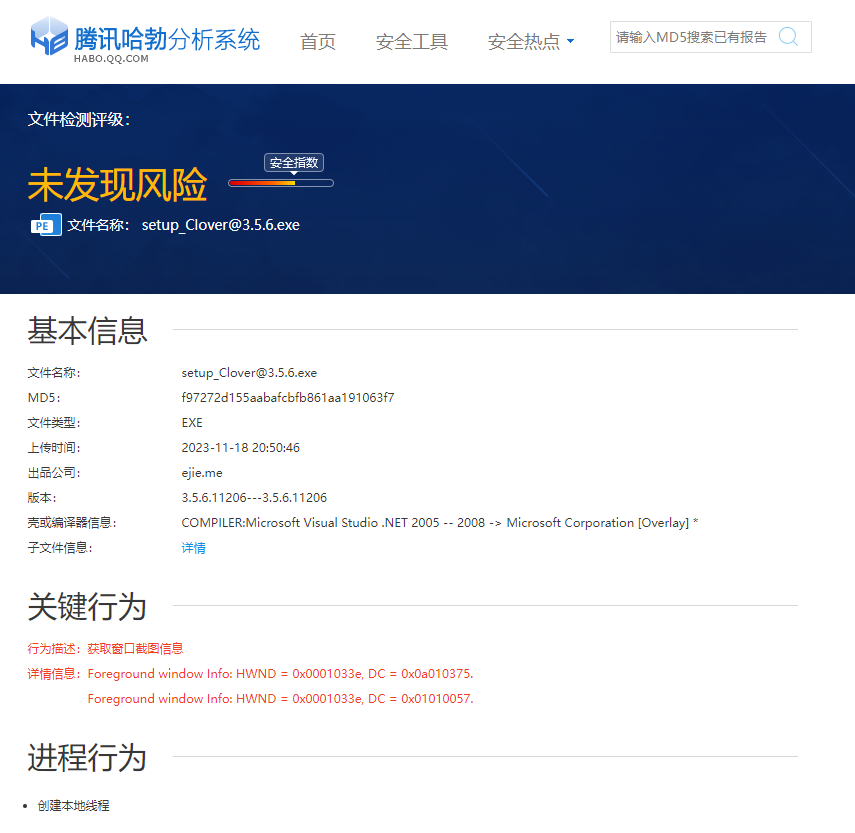 腾讯哈勃分析系统
HABO.QQ.COM
首页 安全工具 安全热点 请输入MD5搜索已有报告
文件检测评级：
安全指数
未发现风险
PE 文件名称： setup_Clover@3.5.6.exe
基本信息
文件名称： setup_Clover@3.5.6.exe
MD5： f97272d155aabafcbfb861aa191063f7
文件类型： EXE
上传时间： 2023-11-18 20:50:46
出品公司： ejie.me
版本： 3.5.6.11206---3.5.6.11206
壳或编译器信息： COMPILER:Microsoft Visual Studio .NET 2005 -- 2008 -> Microsoft Corporation [Overlay] *
子文件信息： 详情
关键行为
行为描述： 获取窗口截图信息
详情信息： Foreground window Info: HWND = 0x0001033e, DC = 0x0a010375.
Foreground window Info: HWND = 0x0001033e, DC = 0x01010057.
进程行为
• 创建本地线程